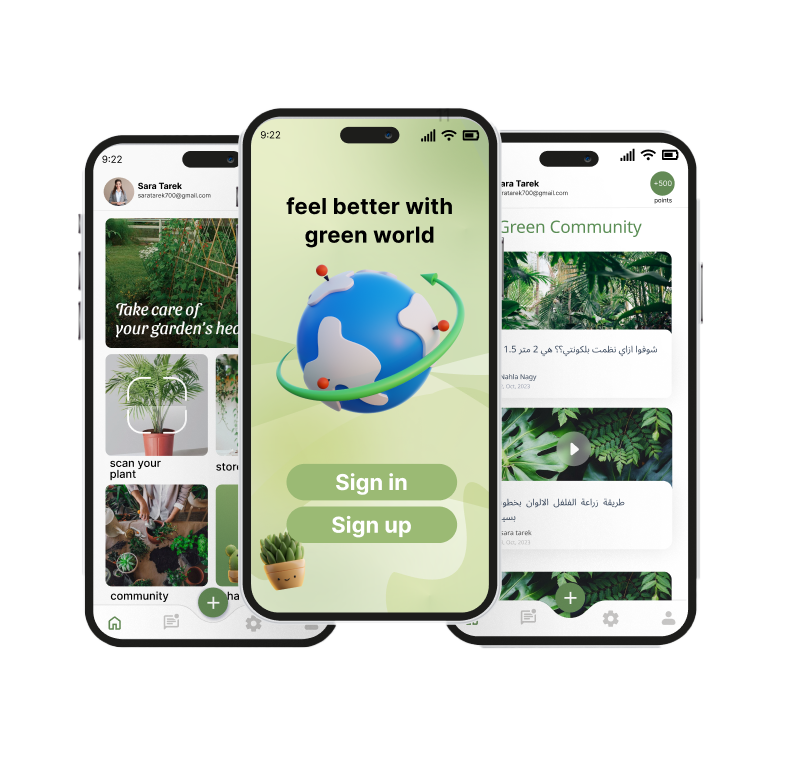 9:22
Sara Tarek
saratarek700@gmail.com
Take care of
your garden's
scan your
plant
store
community
9:22
feel better with
green world
Sign in
Sign up
ara Tarek
ratarek700@gmail.com
+500
points
Green Community
شوفوا ازاي نظمت بلكونتي؟؟ هي 2 متر 1.5
Nahla Nagy
Oct, 2023
طريقة زراعة الفلفل الالوان بخطو
بسي
sara tarek
Oct, 2023